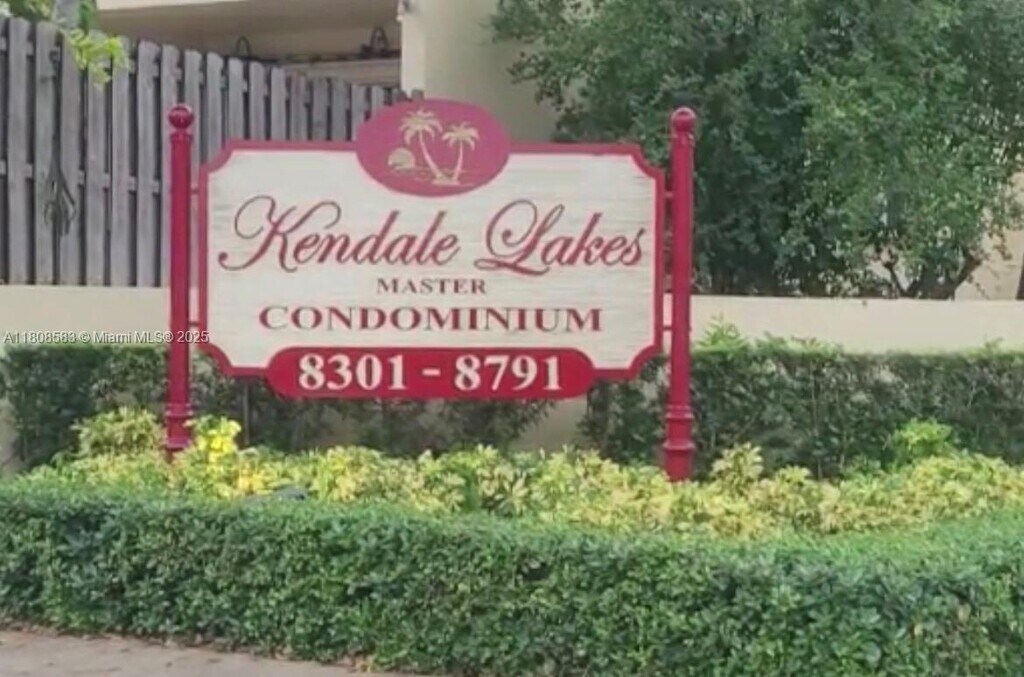 Kendale Lakes
MASTER
CONDOMINIUM
8301 - 8791
A11808583 © Miami MLS® 2025